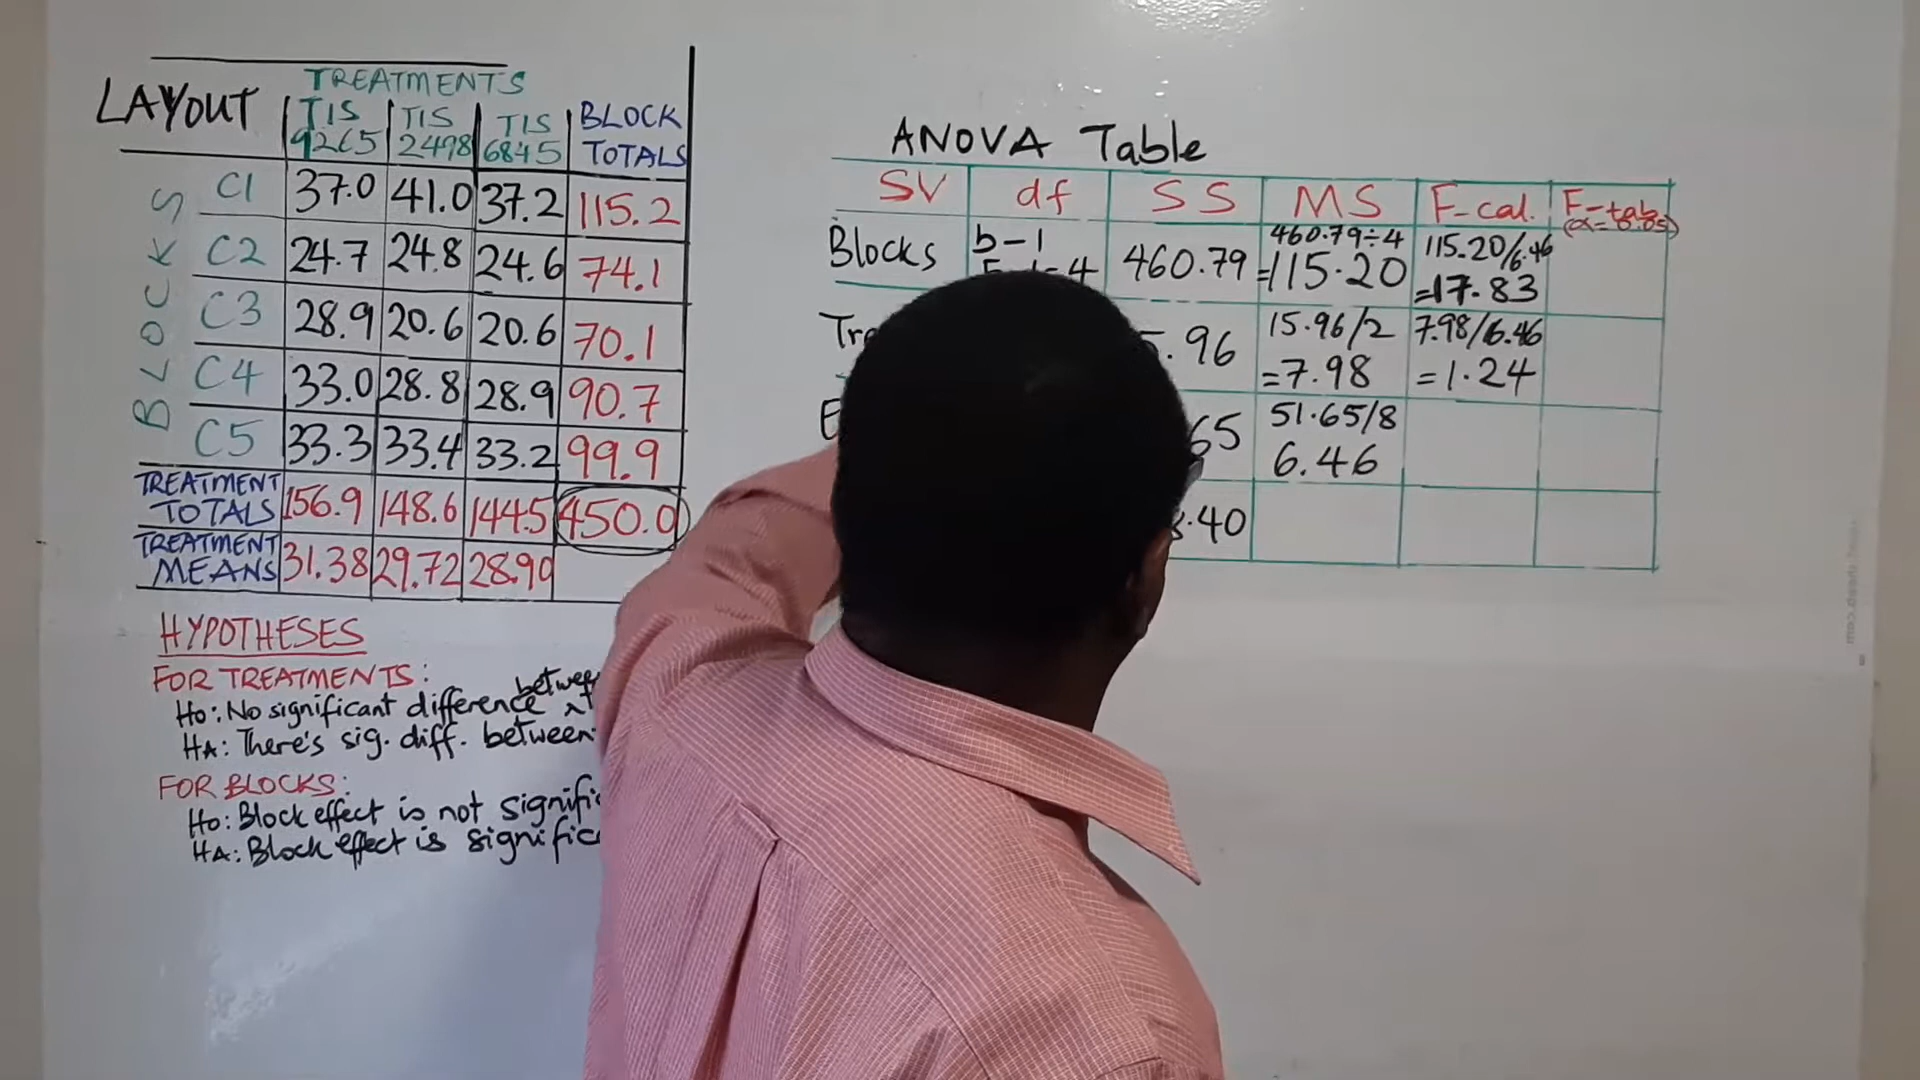 TREATMENTS
LAYOUT TIS 9265 TIS 2498 TIS 6845 BLOCK TOTALS
BLOCKS
C1 37.0 41.0 37.2 115.2
C2 24.7 24.8 24.6 74.1
C3 28.9 20.6 20.6 70.1
C4 33.0 28.8 28.9 90.7
C5 33.3 33.4 33.2 99.9
TREATMENT TOTALS 156.9 148.6 144.5 450.0
TREATMENT MEANS 31.38 29.72 28.90
HYPOTHESES
FOR TREATMENTS:
Ho: No significant difference between
HA: There's sig. diff. between
FOR BLOCKS:
Ho: Block effect is not
HA: Block effect is
ANOVA Table
SV df SS MS F-cal. F-tab (α=0.05)
Blocks b-1 460.79 460.79÷4 115.20/6.46
=115.20 =17.83
.96 15.96/2 7.98/6.46
=7.98 =1.24
65 51.65/8
6.46
.40